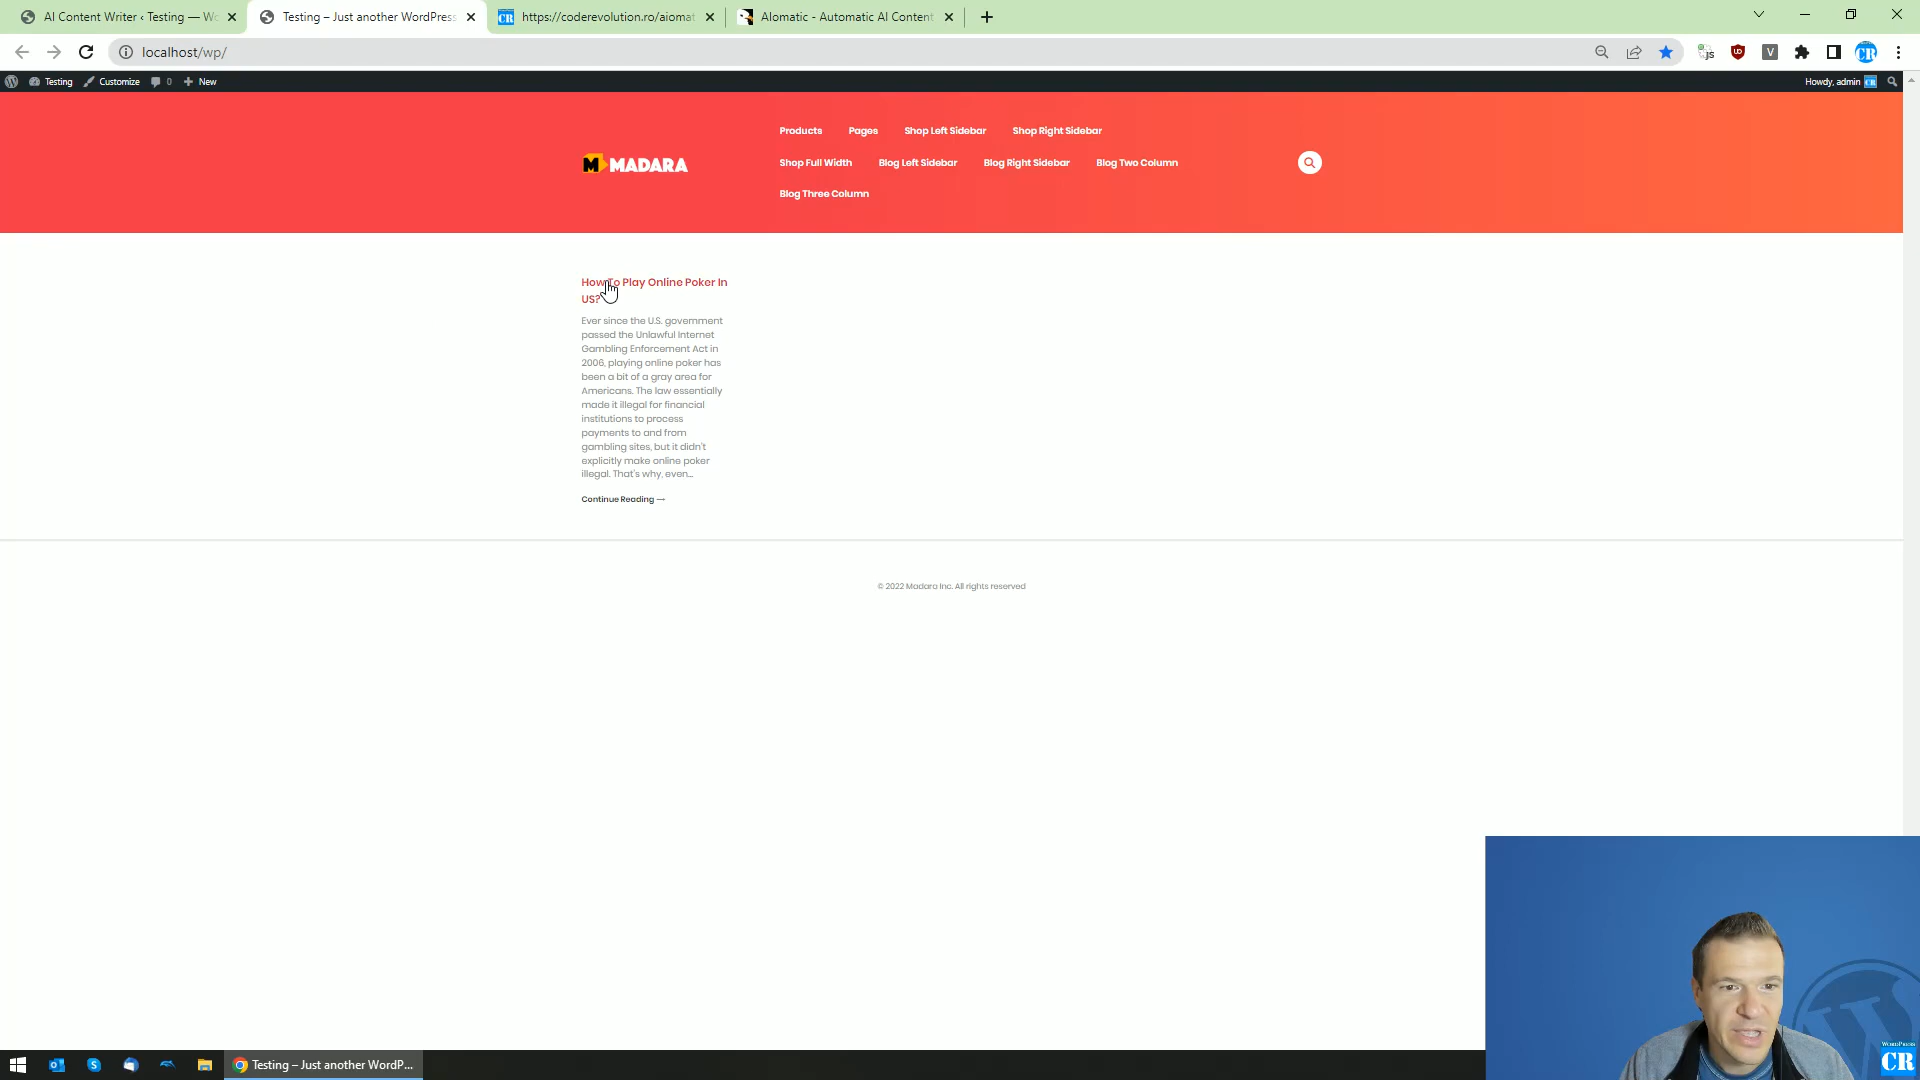 AI Content Writer ‹ Testing — Wo
Testing – Just another WordPress
https://coderevolution.ro/aiomat
AIomatic - Automatic AI Content
localhost/wp/
Testing
Customize
0
New
Howdy, admin
MADARA
Products Pages Shop Left Sidebar Shop Right Sidebar
Shop Full Width Blog Left Sidebar Blog Right Sidebar Blog Two Column
Blog Three Column
How To Play Online Poker In
US?
Ever since the U.S. government
passed the Unlawful Internet
Gambling Enforcement Act in
2006, playing online poker has
been a bit of a gray area for
Americans. The law essentially
made it illegal for financial
institutions to process
payments to and from
gambling sites, but it didn't
explicitly make online poker
illegal. That's why, even...
Continue Reading →
© 2022 Madara Inc. All rights reserved
Testing – Just another WordP...
WORDPRESS
CR